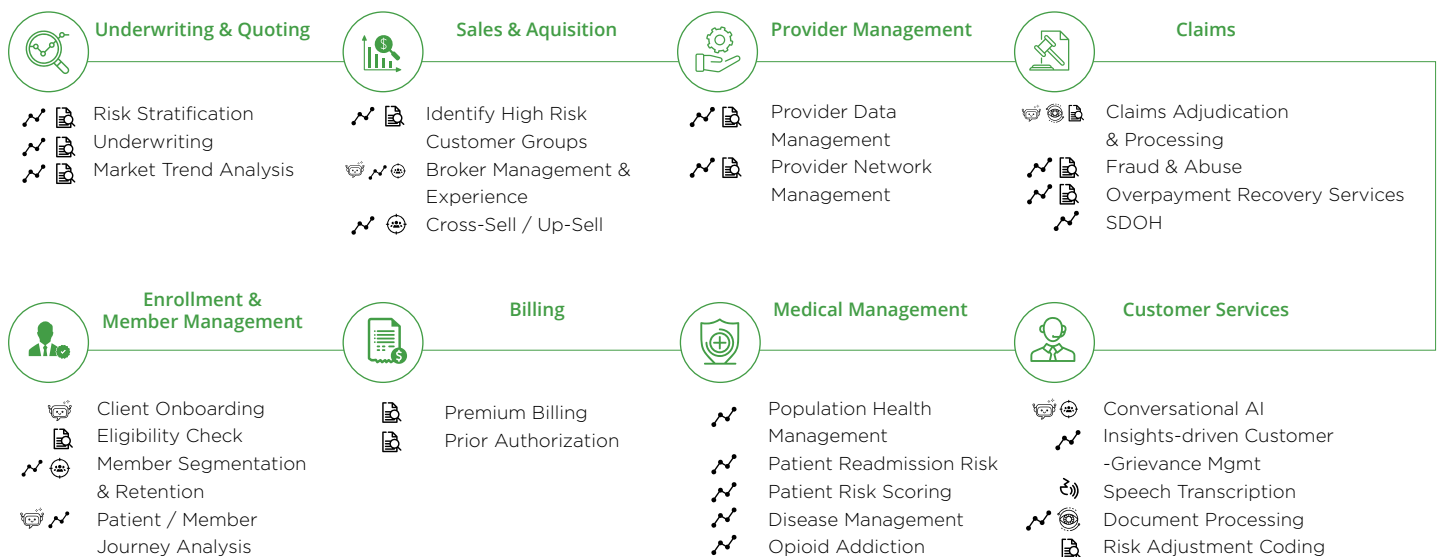 Underwriting & Quoting
Risk Stratification
Underwriting
Market Trend Analysis
Sales & Aquisition
Identify High Risk
Customer Groups
Broker Management &
Experience
Cross-Sell / Up-Sell
Provider Management
Provider Data
Management
Provider Network
Management
Claims
Claims Adjudication
& Processing
Fraud & Abuse
Overpayment Recovery Services
SDOH
Enrollment &
Member Management
Client Onboarding
Eligibility Check
Member Segmentation
& Retention
Patient / Member
Journey Analysis
Billing
Premium Billing
Prior Authorization
Medical Management
Population Health
Management
Patient Readmission Risk
Patient Risk Scoring
Disease Management
Opioid Addiction
Customer Services
Conversational AI
Insights-driven Customer
-Grievance Mgmt
Speech Transcription
Document Processing
Risk Adjustment Coding